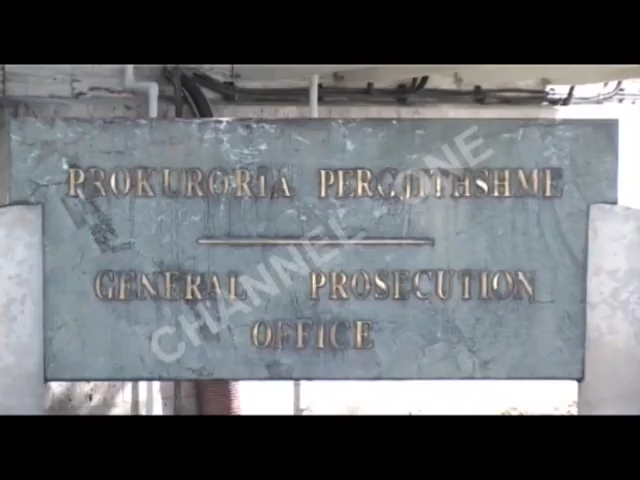 PROKURORIA PERGJITHSHME
GENERAL PROSECUTION
OFFICE
CHANNEL ONE